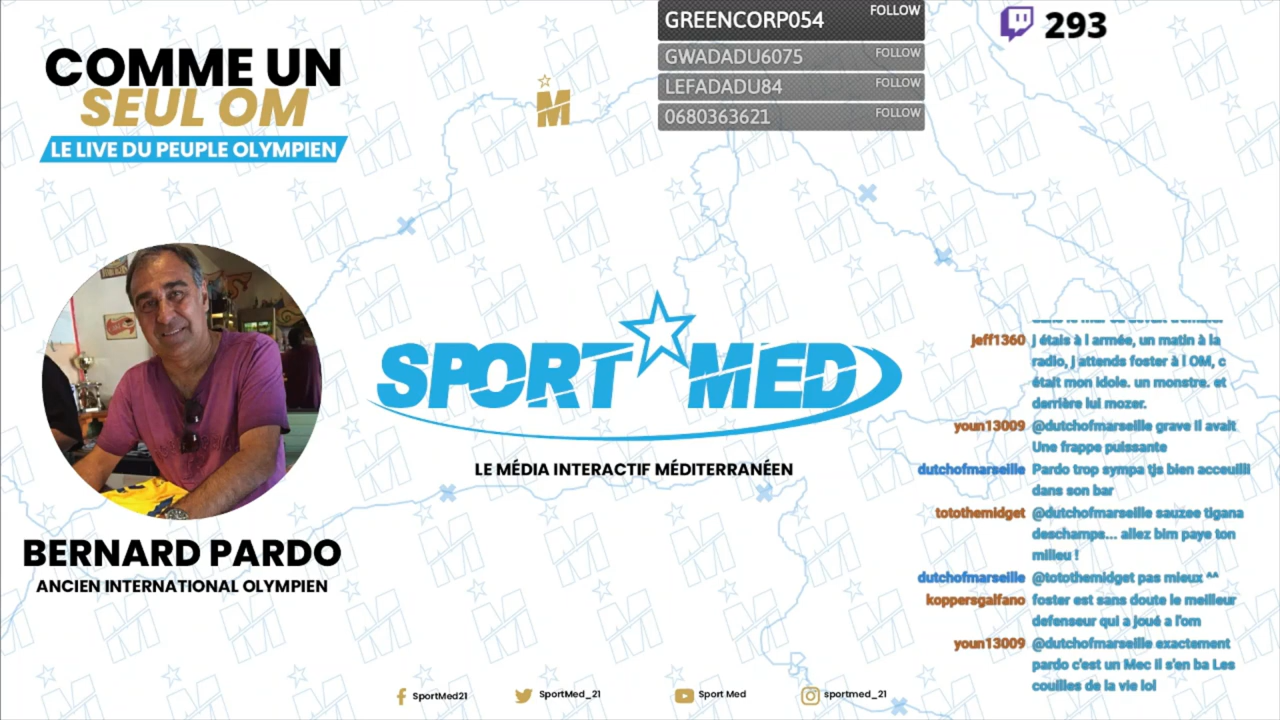 COMME UN
SEUL OM
LE LIVE DU PEUPLE OLYMPIEN
M
GREENCORP054 FOLLOW
GWADADU6075 FOLLOW
LEFADADU84 FOLLOW
0680363621 FOLLOW
293
BERNARD PARDO
ANCIEN INTERNATIONAL OLYMPIEN
SPORT MED
LE MÉDIA INTERACTIF MÉDITERRANÉEN
jeff1360 j étais à l armée, un matin à la
radio, j attends foster à l OM, c
était mon idole. un monstre. et
derrière lui mozer.
youn13009 @dutchofmarseille grave il avait
Une frappe puissante
dutchofmarseille Pardo trop sympa tjs bien acceuilli
dans son bar
totothemidget @dutchofmarseille sauzee tigana
deschamps... allez bim paye ton
milieu !
dutchofmarseille @totothemidget pas mieux ^^
koppersgalfano foster est sans doute le meilleur
defenseur qui a joué a l'om
youn13009 @dutchofmarseille exactement
pardo c'est un Mec il s'en ba Les
couilles de la vie lol
SportMed21
SportMed_21
Sport Med
sportmed_21